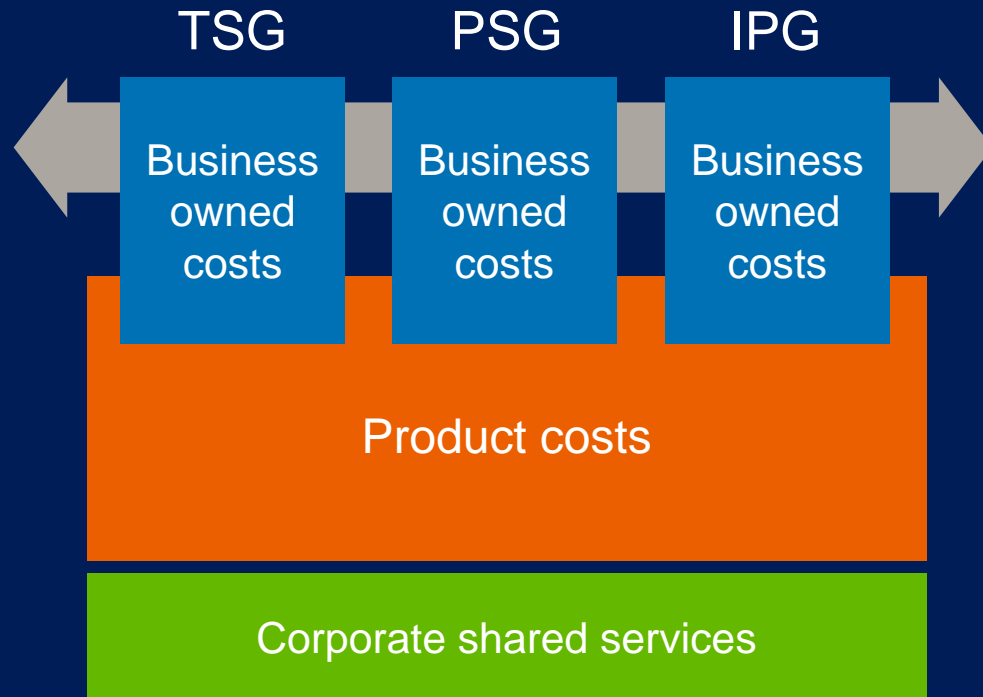 TSG PSG IPG
Business
owned
costs
Business
owned
costs
Business
owned
costs
Product costs
Corporate shared services